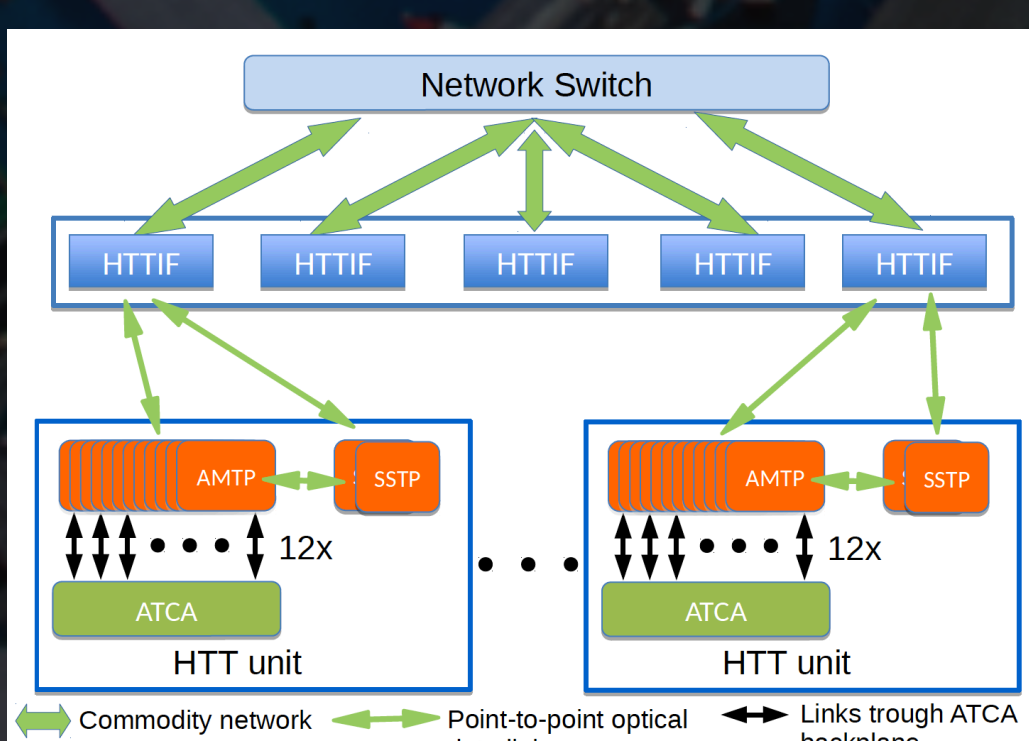 Network Switch
HTTIF HTTIF HTTIF HTTIF HTTIF
AMTP SSTP AMTP SSTP
12x 12x
ATCA ATCA
HTT unit HTT unit
Commodity network Point-to-point optical Links trough ATCA
backplane